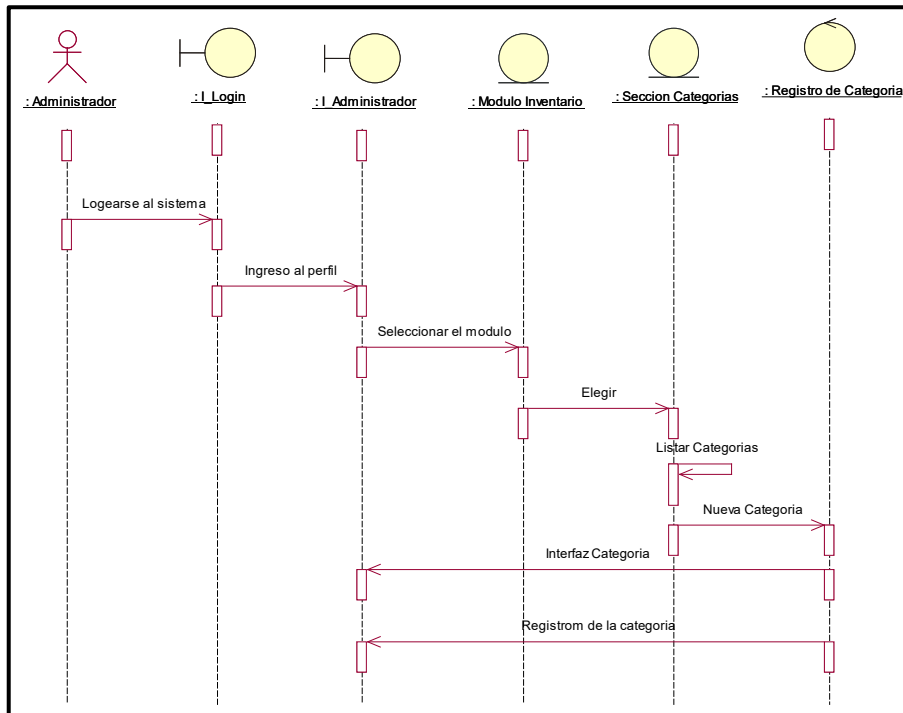 : Administrador
: I_Login
: I_Administrador
: Modulo Inventario
: Seccion Categorias
: Registro de Categoria
Logearse al sistema
Ingreso al perfil
Seleccionar el modulo
Elegir
Listar Categorias
Nueva Categoria
Interfaz Categoria
Registrom de la categoria